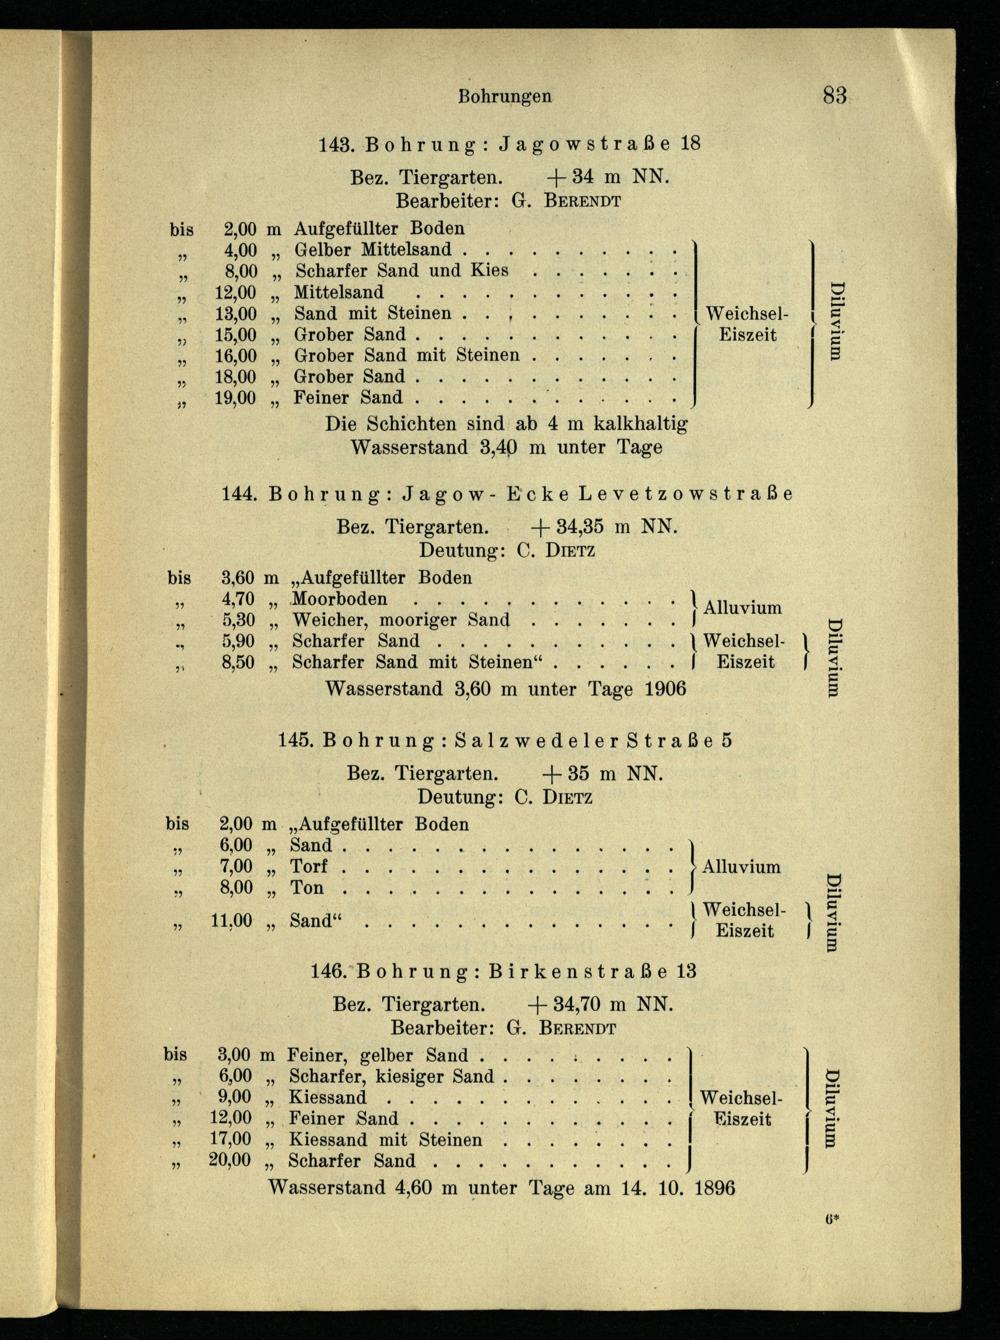 Bohrungen 83
143. Bohrung: Jagowstraße 18
Bez. Tiergarten. + 34 m NN.
Bearbeiter: G. BERENDT
bis 2,00 m Aufgefüllter Boden
„ 4,00 „ Gelber Mittelsand . . . . . . . . . .
„ 8,00 „ Scharfer Sand und Kies . . . . . . .
„ 12,00 „ Mittelsand . . . . . . . . . . . .
„ 13,00 „ Sand mit Steinen . . . . . . . . . . Weichsel-
„ 15,00 „ Grober Sand . . . . . . . . . . . . Eiszeit
„ 16,00 „ Grober Sand mit Steinen . . . . . . .
„ 18,00 „ Grober Sand . . . . . . . . . . . .
„ 19,00 „ Feiner Sand . . . . . . . . . . . .
Diluvium
Die Schichten sind ab 4 m kalkhaltig
Wasserstand 3,40 m unter Tage
144. Bohrung: Jagow- Ecke Levetzowstraße
Bez. Tiergarten. + 34,35 m NN.
Deutung: C. DIETZ
bis 3,60 m „Aufgefüllter Boden
„ 4,70 „ Moorboden . . . . . . . . . . . . Alluvium
„ 5,30 „ Weicher, mooriger Sand . . . . . . .
„ 5,90 „ Scharfer Sand . . . . . . . . . . . Weichsel-
„ 8,50 „ Scharfer Sand mit Steinen“ . . . . . . Eiszeit
Diluvium
Wasserstand 3,60 m unter Tage 1906
145. Bohrung: Salzwedeler Straße 5
Bez. Tiergarten. + 35 m NN.
Deutung: C. DIETZ
bis 2,00 m „Aufgefüllter Boden
„ 6,00 „ Sand . . . . . . . . . . . . . . .
„ 7,00 „ Torf . . . . . . . . . . . . . . . Alluvium
„ 8,00 „ Ton . . . . . . . . . . . . . . .
„ 11,00 „ Sand“ . . . . . . . . . . . . . . Weichsel-
Eiszeit
Diluvium
146. Bohrung: Birkenstraße 13
Bez. Tiergarten. + 34,70 m NN.
Bearbeiter: G. BERENDT
bis 3,00 m Feiner, gelber Sand . . . . . . . . .
„ 6,00 „ Scharfer, kiesiger Sand . . . . . . . .
„ 9,00 „ Kiessand . . . . . . . . . . . . . Weichsel-
„ 12,00 „ Feiner Sand . . . . . . . . . . . . Eiszeit
„ 17,00 „ Kiessand mit Steinen . . . . . . . .
„ 20,00 „ Scharfer Sand . . . . . . . . . . .
Diluvium
Wasserstand 4,60 m unter Tage am 14. 10. 1896
6*